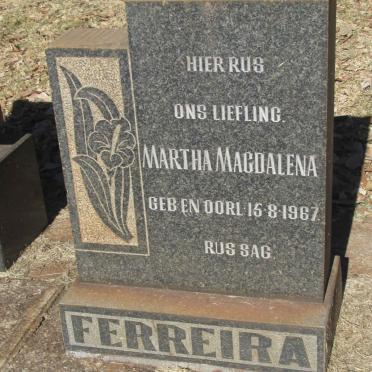 HIER RUS
ONS LIEFLING.
MARTHA MAGDALENA
GEB EN OORL 15·8·1967.
RUS SAG
FERREIRA